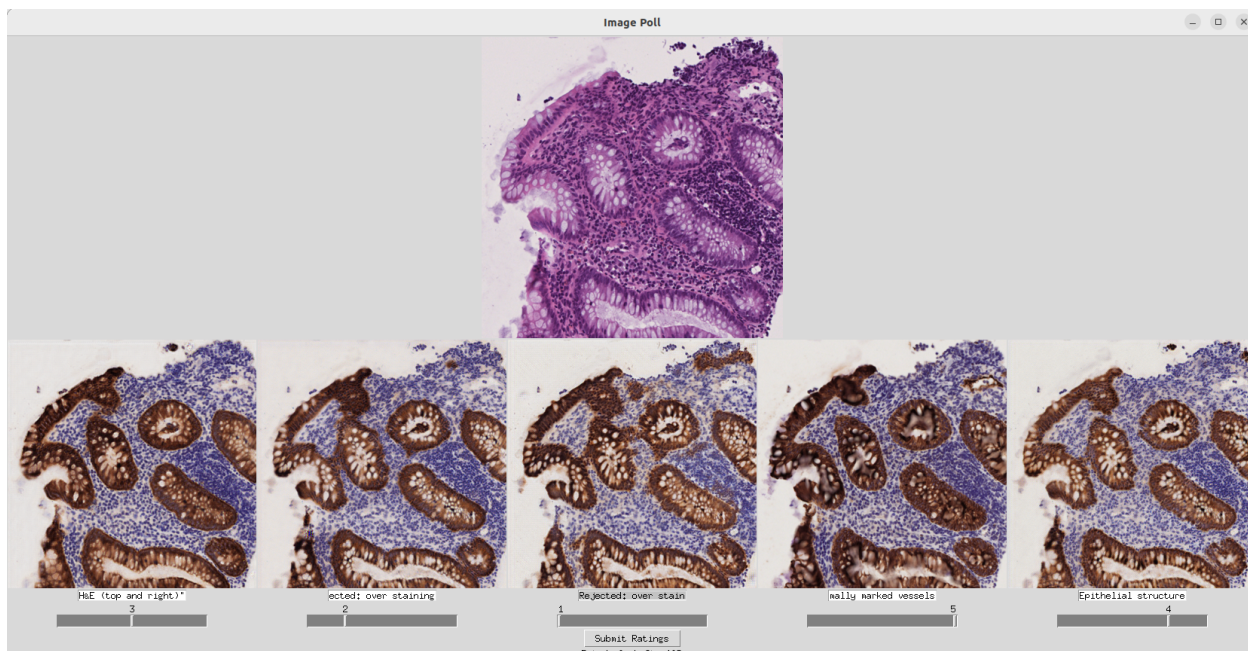 Image Poll
H&E (top and right)"
ected: over staining
Rejected: over stain
mally marked vessels
Epithelial structure
3
2
1
5
4
Submit Ratings